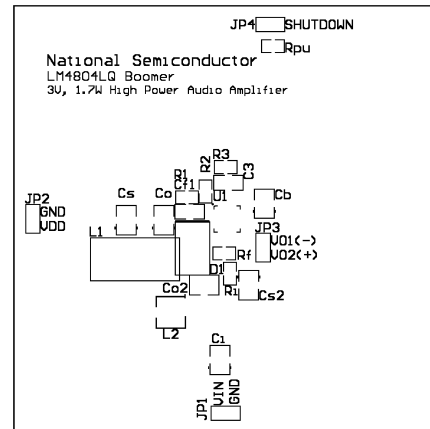 JP4 SHUTDOWN
Rpu
National Semiconductor
LM4804LQ Boomer
3V, 1.7W High Power Audio Amplifier
R3
R2
R1
C3
Cf1
U1
Cb
Cs
Co
JP2
GND
VDD
JP3
VO1(-)
VO2(+)
L1
Rf
D1
Ri
Co2
Cs2
L2
Ci
VIN
GND
JP1